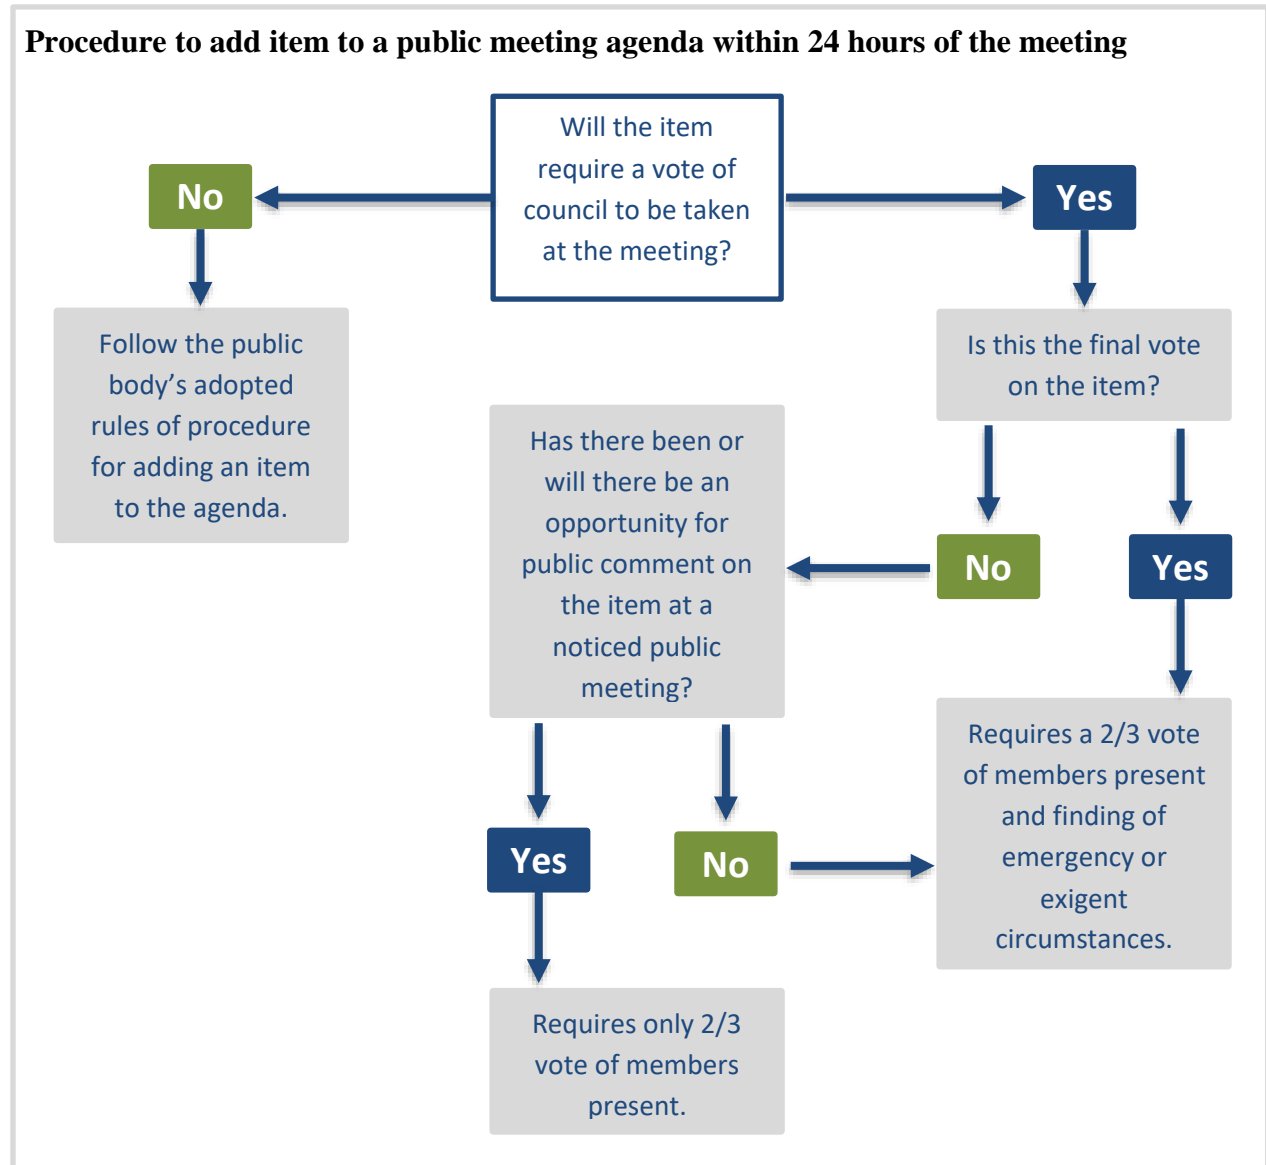 Procedure to add item to a public meeting agenda within 24 hours of the meeting
Will the item
require a vote of
council to be taken
at the meeting?
No
Yes
Follow the public
body’s adopted
rules of procedure
for adding an item
to the agenda.
Is this the final vote
on the item?
No
Yes
Has there been or
will there be an
opportunity for
public comment on
the item at a
noticed public
meeting?
Yes
No
Requires a 2/3 vote
of members present
and finding of
emergency or
exigent
circumstances.
Requires only 2/3
vote of members
present.